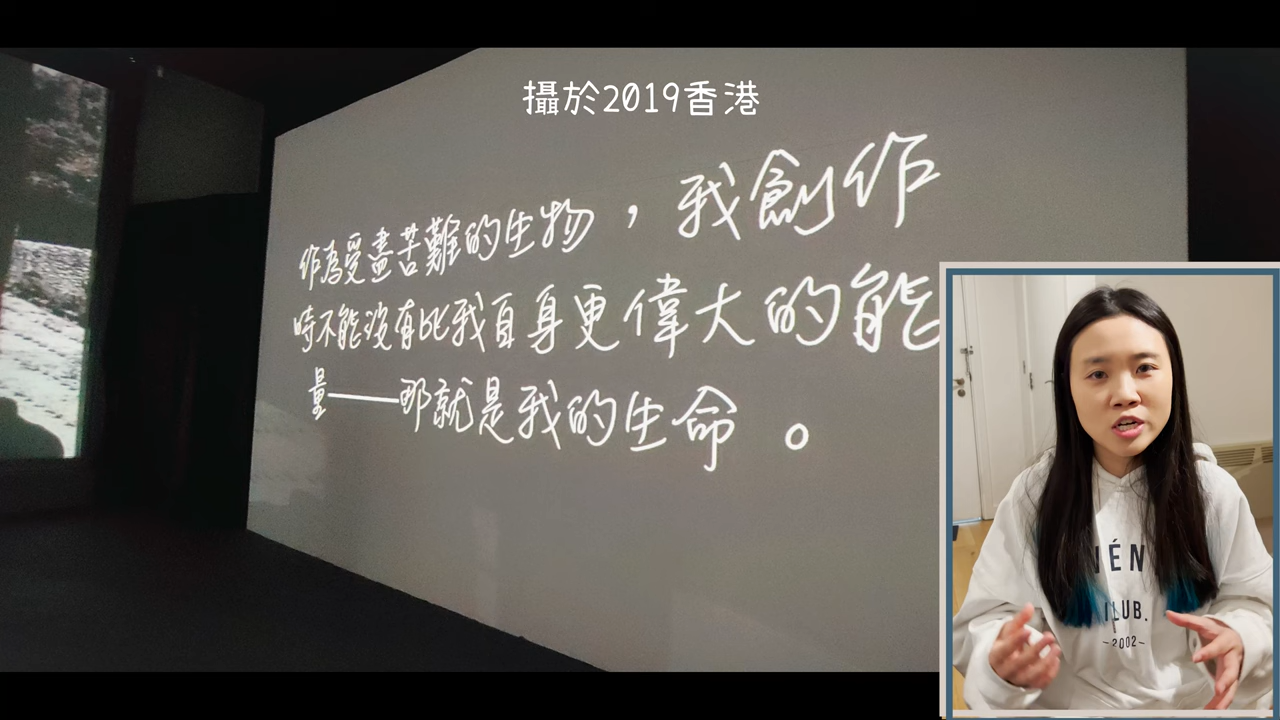 攝於2019香港
作為受盡苦難的生物，我創作
時不能沒有比我自身更偉大的能
量——那就是我的生命。
ÉN
LUB.
-2002-